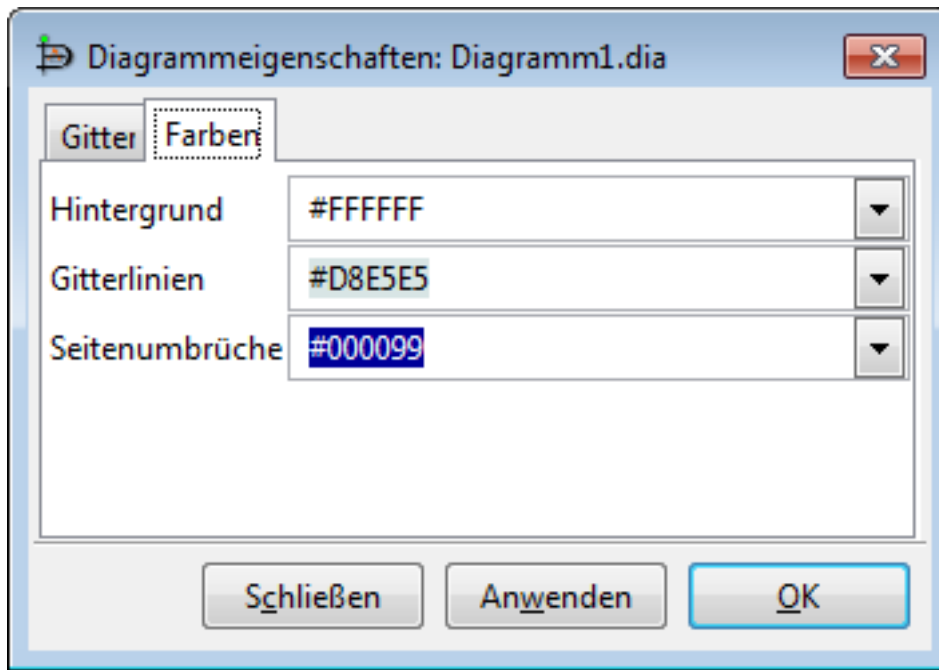 Diagrammeigenschaften: Diagramm1.dia
Gitter Farben
Hintergrund #FFFFFF
Gitterlinien #D8E5E5
Seitenumbrüche #000099
Schließen Anwenden OK